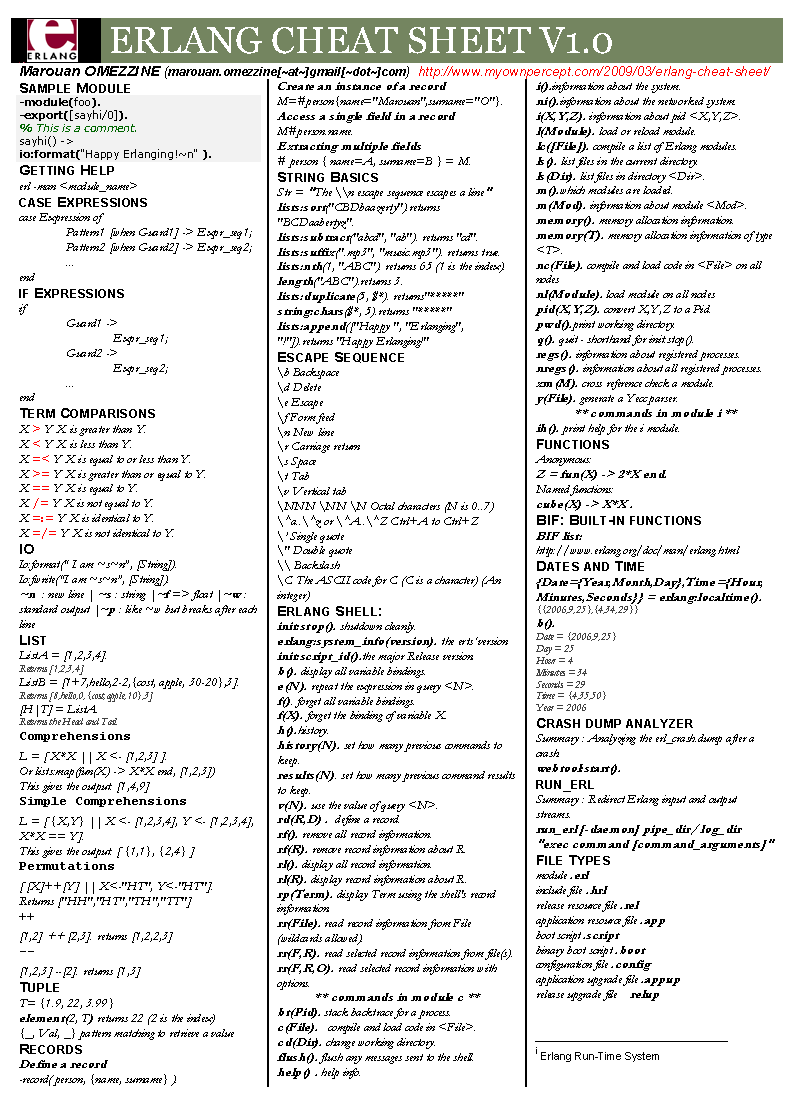 ERLANG
ERLANG CHEAT SHEET V1.0
Marouan OMEZZINE (marouan.omezzine[~at~]gmail[~dot~]com) http://www.myownpercept.com/2009/03/erlang-cheat-sheet/
SAMPLE MODULE
-module(foo).
-export([sayhi/0]).
% This is a comment.
sayhi() ->
io:format("Happy Erlanging!~n" ).
GETTING HELP
erl -man <module_name>
CASE EXPRESSIONS
case Expression of
Pattern1 [when Guard1] -> Expr_seq1;
Pattern2 [when Guard2] -> Expr_seq2;
...
end
IF EXPRESSIONS
if
Guard1 ->
Expr_seq1;
Guard2 ->
Expr_seq2;
...
end
TERM COMPARISONS
X > Y X is greater than Y.
X < Y X is less than Y.
X =< Y X is equal to or less than Y.
X >= Y X is greater than or equal to Y.
X == Y X is equal to Y.
X /= Y X is not equal to Y.
X =:= Y X is identical to Y.
X =/= Y X is not identical to Y.
IO
Io:format(" I am ~s~n", [String]).
Io:fwrite("I am ~s~n", [String])
~n : new line | ~s : string |~f => float |~w :
standard output |~p : like ~w but breaks after each
line
LIST
ListA = [1,2,3,4].
Returns [1,2,3,4]
ListB = [1+7,hello,2-2,{cost, apple, 30-20},3].
Returns [8,hello,0,{cost,apple,10},3]
[H|T] = ListA
Returns the Head and Tail.
Comprehensions
L = [ X*X || X <- [1,2,3] ].
Or lists:map(fun(X) -> X*X end, [1,2,3])
This gives the output: [1,4,9]
Simple Comprehensions
L = [ {X,Y} || X <- [1,2,3,4], Y <- [1,2,3,4],
X*X == Y].
This gives the output: [ {1,1}, {2,4} ]
Permutations
[ [X]++[Y] || X<-"HT", Y<-"HT"].
Returns ["HH","HT","TH","TT"]
++
[1,2] ++ [2,3]. returns [1,2,2,3]
--
[1,2,3] --[2]. returns [1,3]
TUPLE
T= {1.9, 22, 3.99}
element(2, T) returns 22 (2 is the index)
{_, Val, _} pattern matching to retrieve a value
RECORDS
Define a record
-record( person, {name, surname} )
Create an instance of a record
M=#person{name="Marouan",surname="O"}.
Access a single field in a record
M#person.name.
Extracting multiple fields
# person { name=A, surname=B } = M.
STRING BASICS
Str = "The \\n escape sequence escapes a line"
lists:sort("CBDbaazerty") returns
"BCDaabertyz".
lists:subtract("abcd", "ab"). returns "cd".
lists:suffix(".mp3", "music.mp3"). returns true.
lists:nth(1, "ABC"). returns 65 (1 is the index)
length("ABC").returns 3.
lists:duplicate(5, $*). returns"*****"
string:chars($*, 5).returns "*****"
lists:append(["Happy ", "Erlanging",
"!"]).returns "Happy Erlanging!"
ESCAPE SEQUENCE
\b Backspace
\d Delete
\e Escape
\f Form feed
\n New line
\r Carriage return
\s Space
\t Tab
\v Vertical tab
\NNN \NN \N Octal characters (N is 0..7)
\^a..\^z or \^A..\^Z Ctrl+A to Ctrl+Z
\' Single quote
\" Double quote
\\ Backslash
\C The ASCII code for C (C is a character) (An
integer)
ERLANG SHELL:
init:stop(). shutdown cleanly.
erlang:system_info(version). the ertsi version
init:script_id().the major Release version.
b(). display all variable bindings.
e(N). repeat the expression in query <N>.
f(). forget all variable bindings.
f(X). forget the binding of variable X.
h().history.
history(N). set how many previous commands to
keep.
results(N). set how many previous command results
to keep.
v(N). use the value of query <N>.
rd(R,D) . define a record.
rf(). remove all record information.
rf(R). remove record information about R.
rl(). display all record information.
rl(R). display record information about R.
rp(Term). display Term using the shell's record
information
rr(File). read record information from File
(wildcards allowed).
rr(F,R). read selected record information from file(s).
rr(F,R,O). read selected record information with
options.
** commands in module c **
bt(Pid). stack backtrace for a process.
c(File). compile and load code in <File>.
cd(Dir). change working directory.
flush(). flush any messages sent to the shell.
help() . help info.
i().information about the system.
ni().information about the networked system.
i(X,Y,Z). information about pid <X,Y,Z>.
l(Module). load or reload module.
lc([File]). compile a list of Erlang modules.
ls(). list files in the current directory.
ls(Dir). list files in directory <Dir>.
m().which modules are loaded.
m(Mod). information about module <Mod>.
memory(). memory allocation information.
memory(T). memory allocation information of type
<T>.
nc(File). compile and load code in <File> on all
nodes
nl(Module). load module on all nodes
pid(X,Y,Z). convert X,Y,Z to a Pid.
pwd().print working directory.
q(). quit - shorthand for init:stop().
regs(). information about registered processes.
nregs(). information about all registered processes.
xm(M). cross reference check a module.
y(File). generate a Yecc parser.
** commands in module i **
ih(). print help for the i module.
FUNCTIONS
Anonymous:
Z = fun(X) -> 2*X end.
Named functions:
cube(X) -> X*X .
BIF: BUILT-IN FUNCTIONS
BIF list:
http://www.erlang.org/doc/man/erlang.html
DATES AND TIME
{Date={Year,Month,Day},Time={Hour,
Minutes,Seconds}} = erlang:localtime().
{{2006,9,25},{4,34,29}}
b().
Date = {2006,9,25}
Day = 25
Hour = 4
Minutes = 34
Seconds = 29
Time = {4,35,50}
Year = 2006
CRASH DUMP ANALYZER
Summary : Analyzing the erl_crash.dump after a
crash
webtool:start().
RUN_ERL
Summary : Redirect Erlang input and output
streams.
run_erl [-daemon] pipe_dir/ log_dir
"exec command [command_arguments]"
FILE TYPES
module .erl
include file .hrl
release resource file .rel
application resource file .app
boot script .script
binary boot script .boot
configuration file .config
application upgrade file .appup
release upgrade file relup
i Erlang Run-Time System